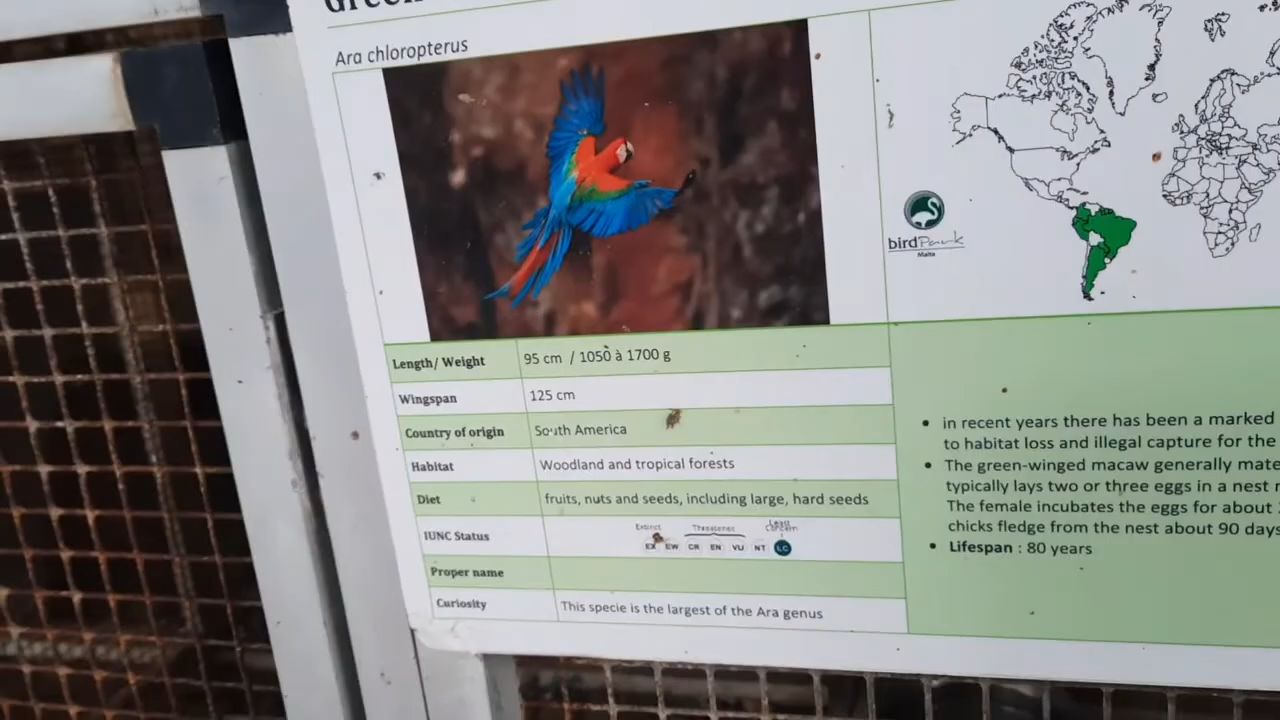 Green
Ara chloropterus
birdPark
Malta
Length/ Weight 95 cm / 1050 à 1700 g
Wingspan 125 cm
Country of origin South America
Habitat Woodland and tropical forests
Diet fruits, nuts and seeds, including large, hard seeds
Extinct Threatened Least Concern
IUNC Status EX EW CR EN VU NT LC
Proper name
Curiosity This specie is the largest of the Ara genus
• in recent years there has been a marked
to habitat loss and illegal capture for the
• The green-winged macaw generally mate
typically lays two or three eggs in a nest
The female incubates the eggs for about
chicks fledge from the nest about 90 days
• Lifespan : 80 years